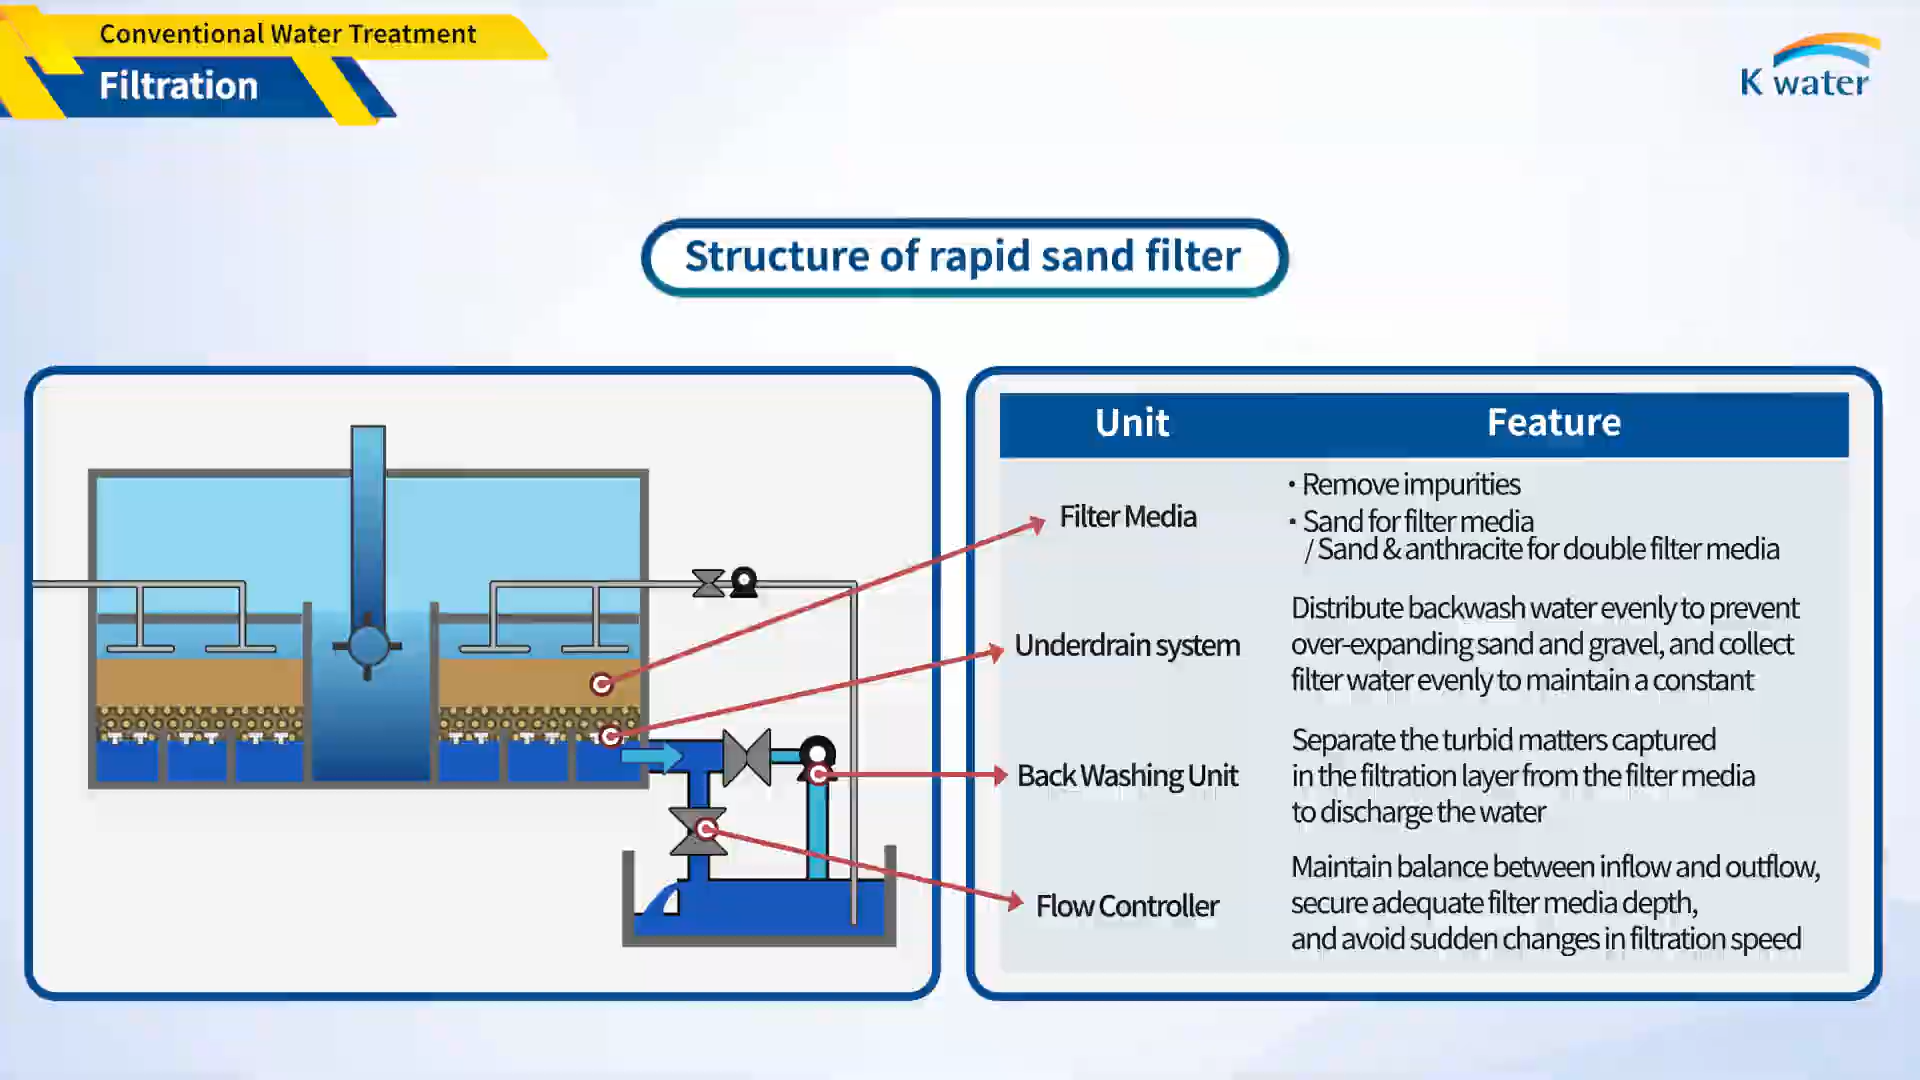 Conventional Water Treatment
Filtration
K water
Structure of rapid sand filter
Unit
Feature
Filter Media
• Remove impurities
• Sand for filter media
/ Sand & anthracite for double filter media
Underdrain system
Distribute backwash water evenly to prevent
over-expanding sand and gravel, and collect
filter water evenly to maintain a constant
Back Washing Unit
Separate the turbid matters captured
in the filtration layer from the filter media
to discharge the water
Flow Controller
Maintain balance between inflow and outflow,
secure adequate filter media depth,
and avoid sudden changes in filtration speed